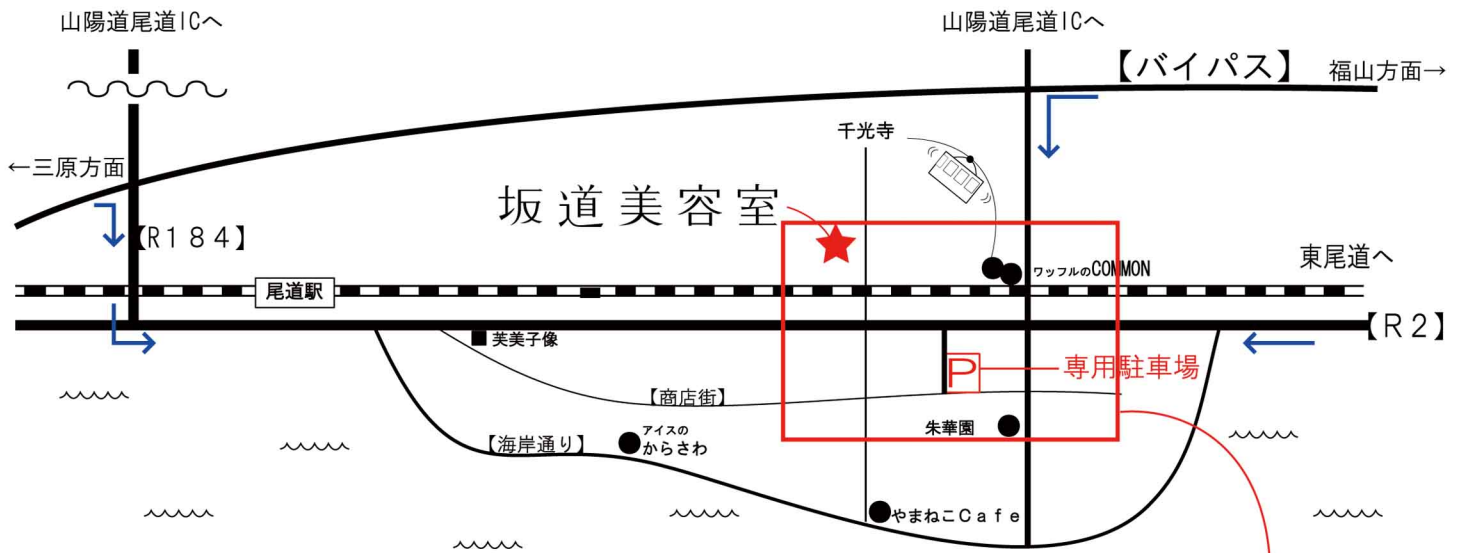 山陽道尾道ICへ
山陽道尾道ICへ
【バイパス】
福山方面→
千光寺
←三原方面
坂道美容室
【R184】
ワッフルのCOMMON
東尾道へ
尾道駅
【R2】
芙美子像
P
専用駐車場
【商店街】
朱華園
アイスの
からさわ
【海岸通り】
やまねこCafe